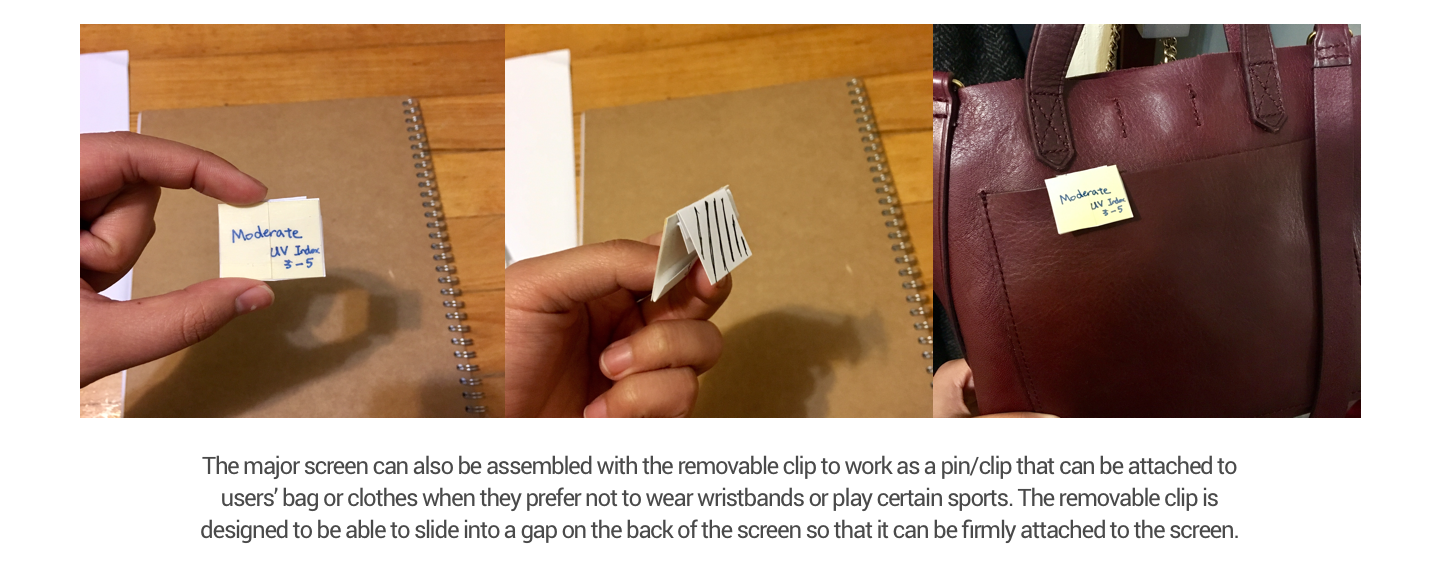 Moderate
UV Index
3-5
Moderate
UV Index
3-5
The major screen can also be assembled with the removable clip to work as a pin/clip that can be attached to
users' bag or clothes when they prefer not to wear wristbands or play certain sports. The removable clip is
designed to be able to slide into a gap on the back of the screen so that it can be firmly attached to the screen.